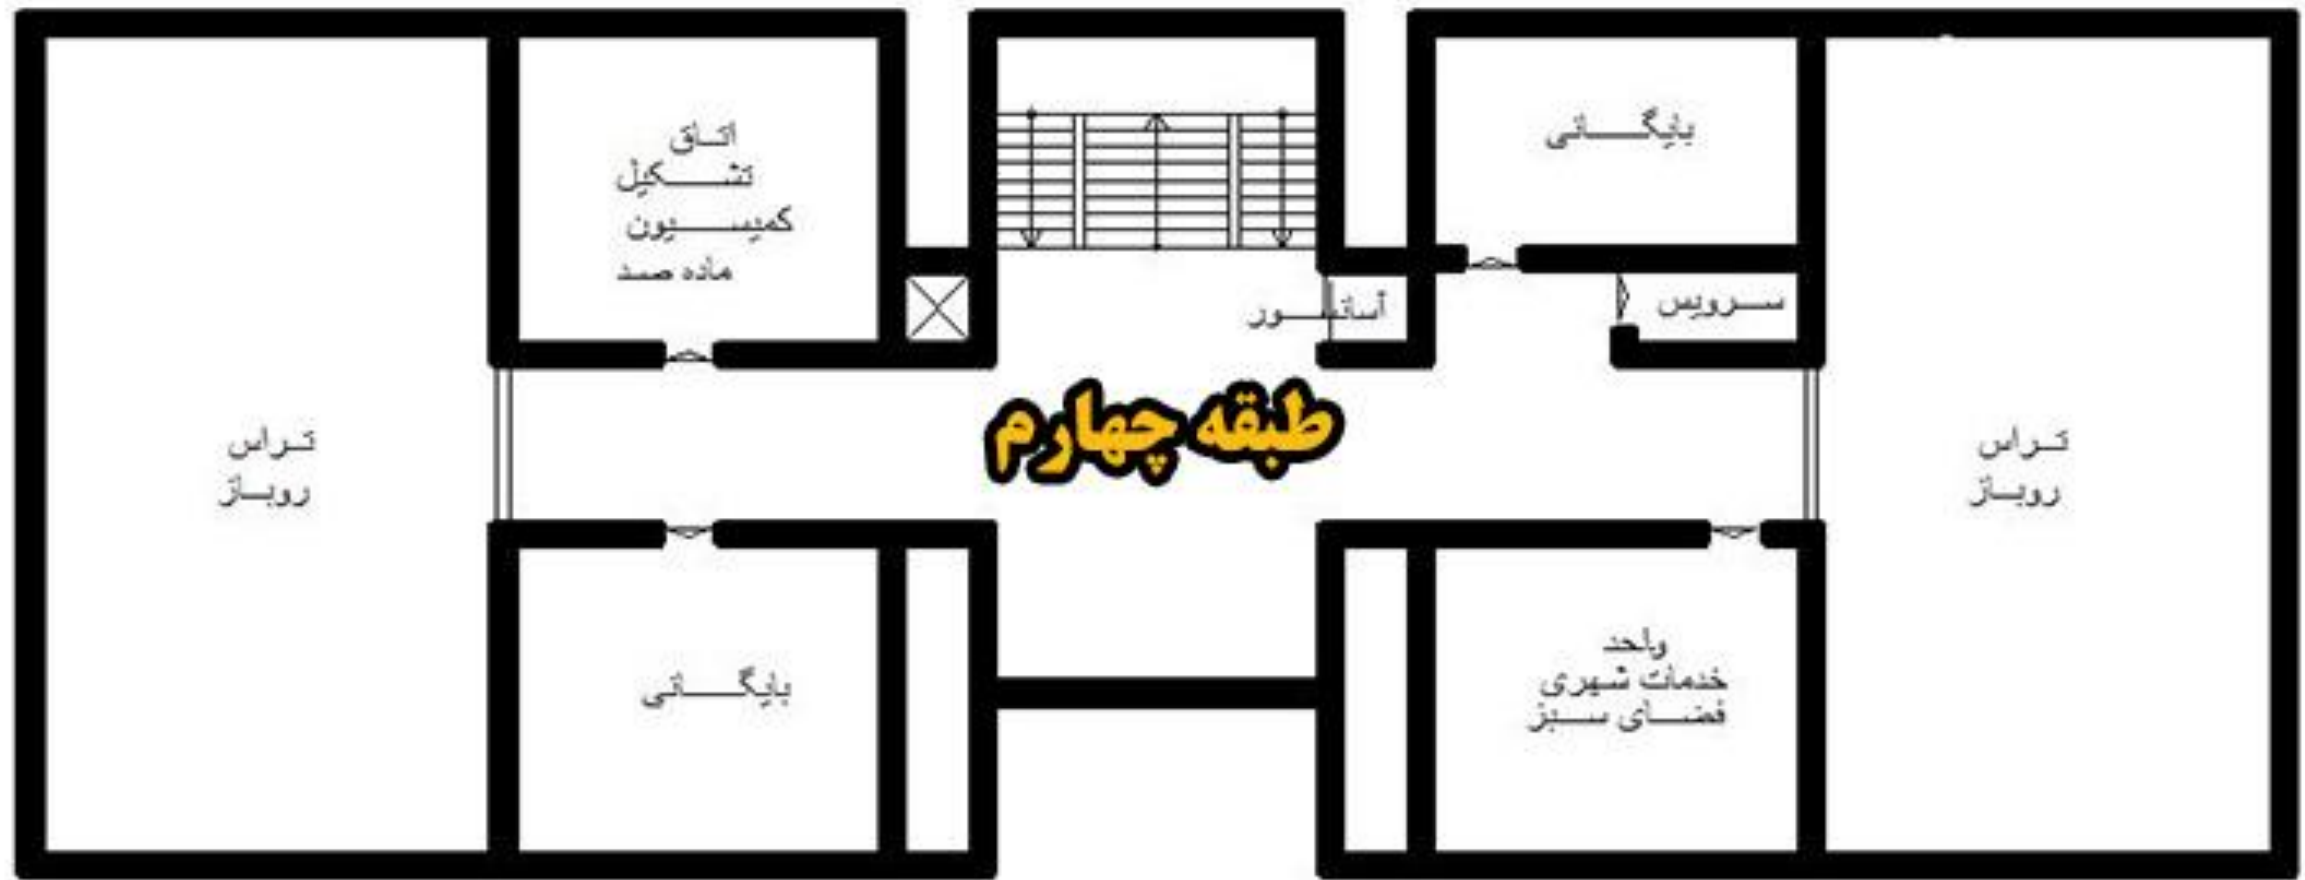 بایگانی
اتاق
تشکیل
کمیسیون
ماده صد
سرویس
آسانسور
طبقه چهارم
تراس
روباز
تراس
روباز
واحد
خدمات شهری
فضای سبز
بایگانی